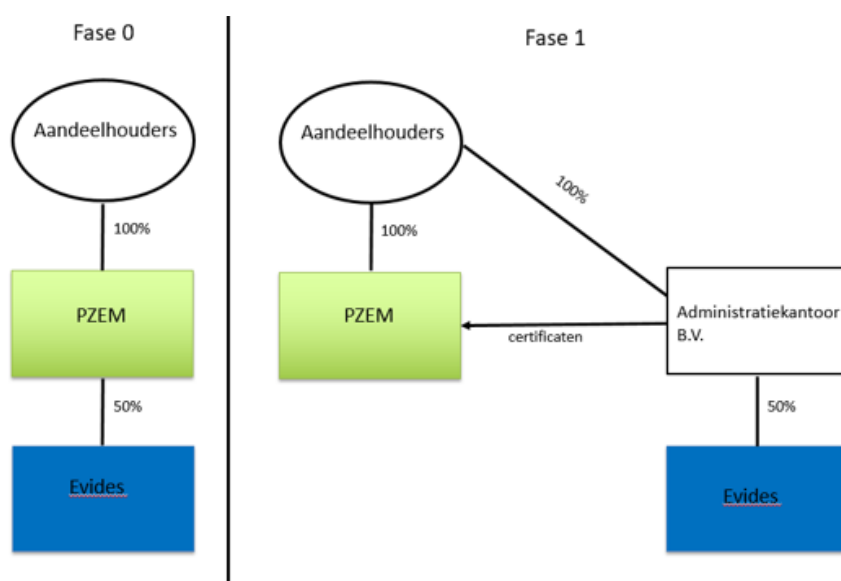 Fase 0
Aandeelhouders
100%
PZEM
50%
Evides
Fase 1
Aandeelhouders
100%
100%
PZEM
certificaten
Administratiekantoor
B.V.
50%
Evides